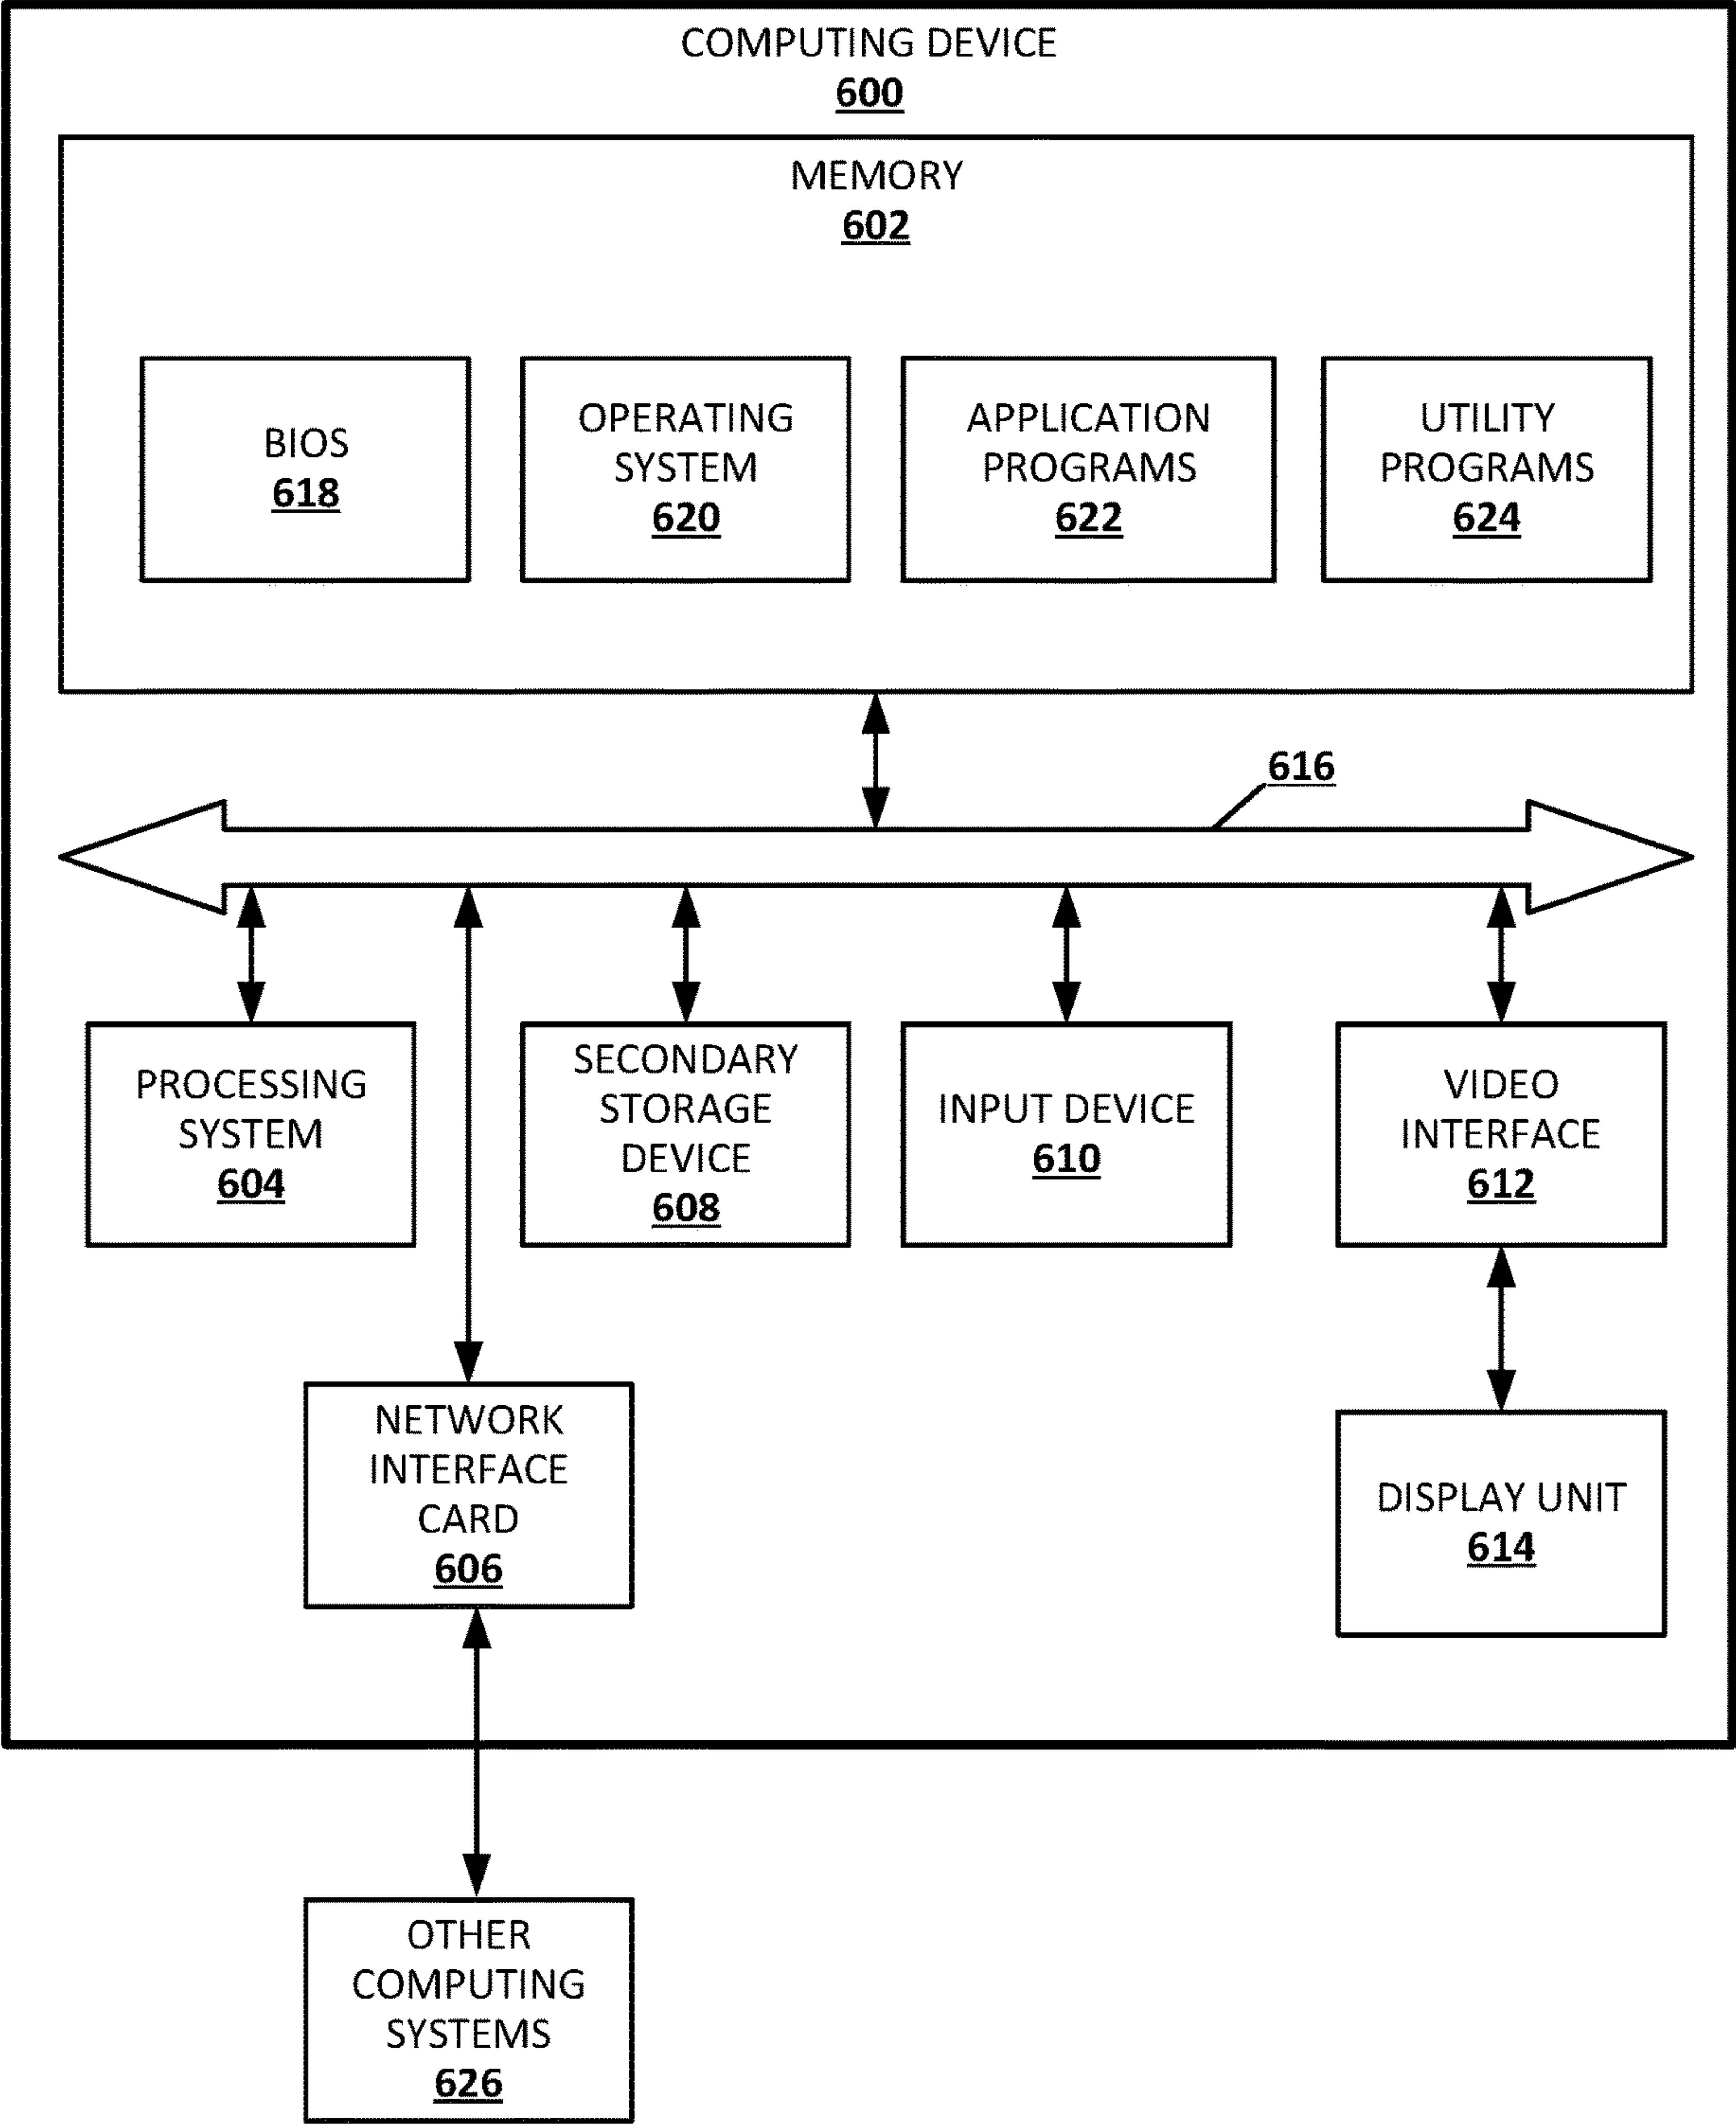 COMPUTING DEVICE
600
MEMORY
602
BIOS
618
OPERATING
SYSTEM
620
APPLICATION
PROGRAMS
622
UTILITY
PROGRAMS
624
616
PROCESSING
SYSTEM
604
SECONDARY
STORAGE
DEVICE
608
INPUT DEVICE
610
VIDEO
INTERFACE
612
NETWORK
INTERFACE
CARD
606
DISPLAY UNIT
614
OTHER
COMPUTING
SYSTEMS
626